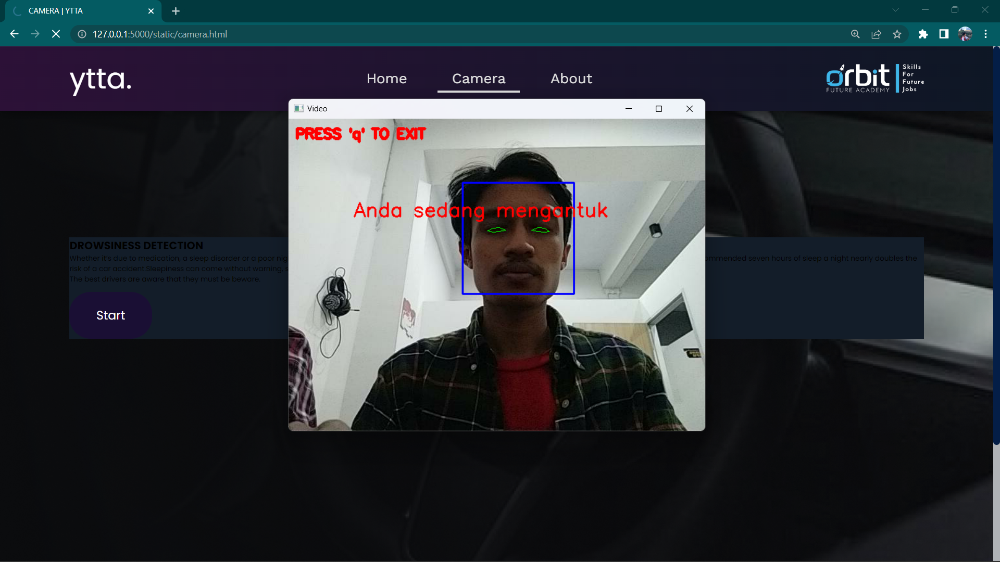 CAMERA | YTTA
127.0.0.1:5000/static/camera.html
ytta.
Home
Camera
About
orbit
FUTURE ACADEMY
Skills
For
Future
Jobs
Video
PRESS 'q' TO EXIT
Anda sedang mengantuk
DROWSINESS DETECTION
Whether it's due to medication, a sleep disorder or a poor nig
ommended seven hours of sleep a night nearly doubles the
risk of a car accident.Sleepiness can come without warning, s
The best drivers are aware that they must be beware.
Start